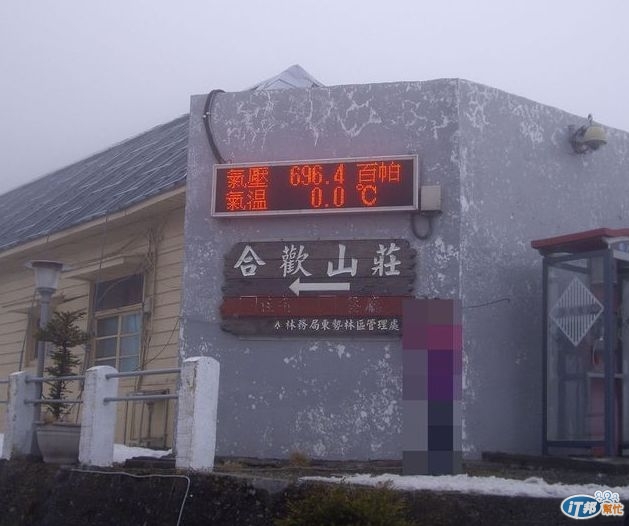 氣壓 696.4 百帕
氣溫 0.0 ℃
合歡山莊
林務局東勢林區管理處
iT邦幫忙